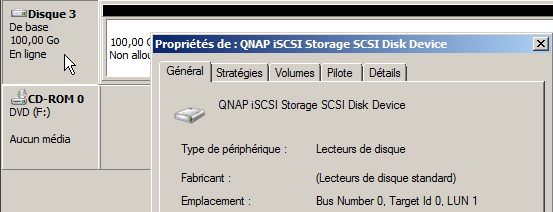 Disque 3
De base
100,00 Go
En ligne
100,00 Go
Non allou
CD-ROM 0
DVD (F:)
Aucun média
Propriétés de : QNAP iSCSI Storage SCSI Disk Device
Général Stratégies Volumes Pilote Détails
QNAP iSCSI Storage SCSI Disk Device
Type de périphérique : Lecteurs de disque
Fabricant : (Lecteurs de disque standard)
Emplacement : Bus Number 0, Target Id 0, LUN 1